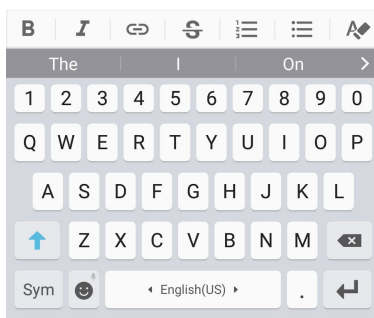 B I S A
The I On
1 2 3 4 5 6 7 8 9 0
Q W E R T Y U I O P
A S D F G H J K L
Z X C V B N M
Sym English(US) .